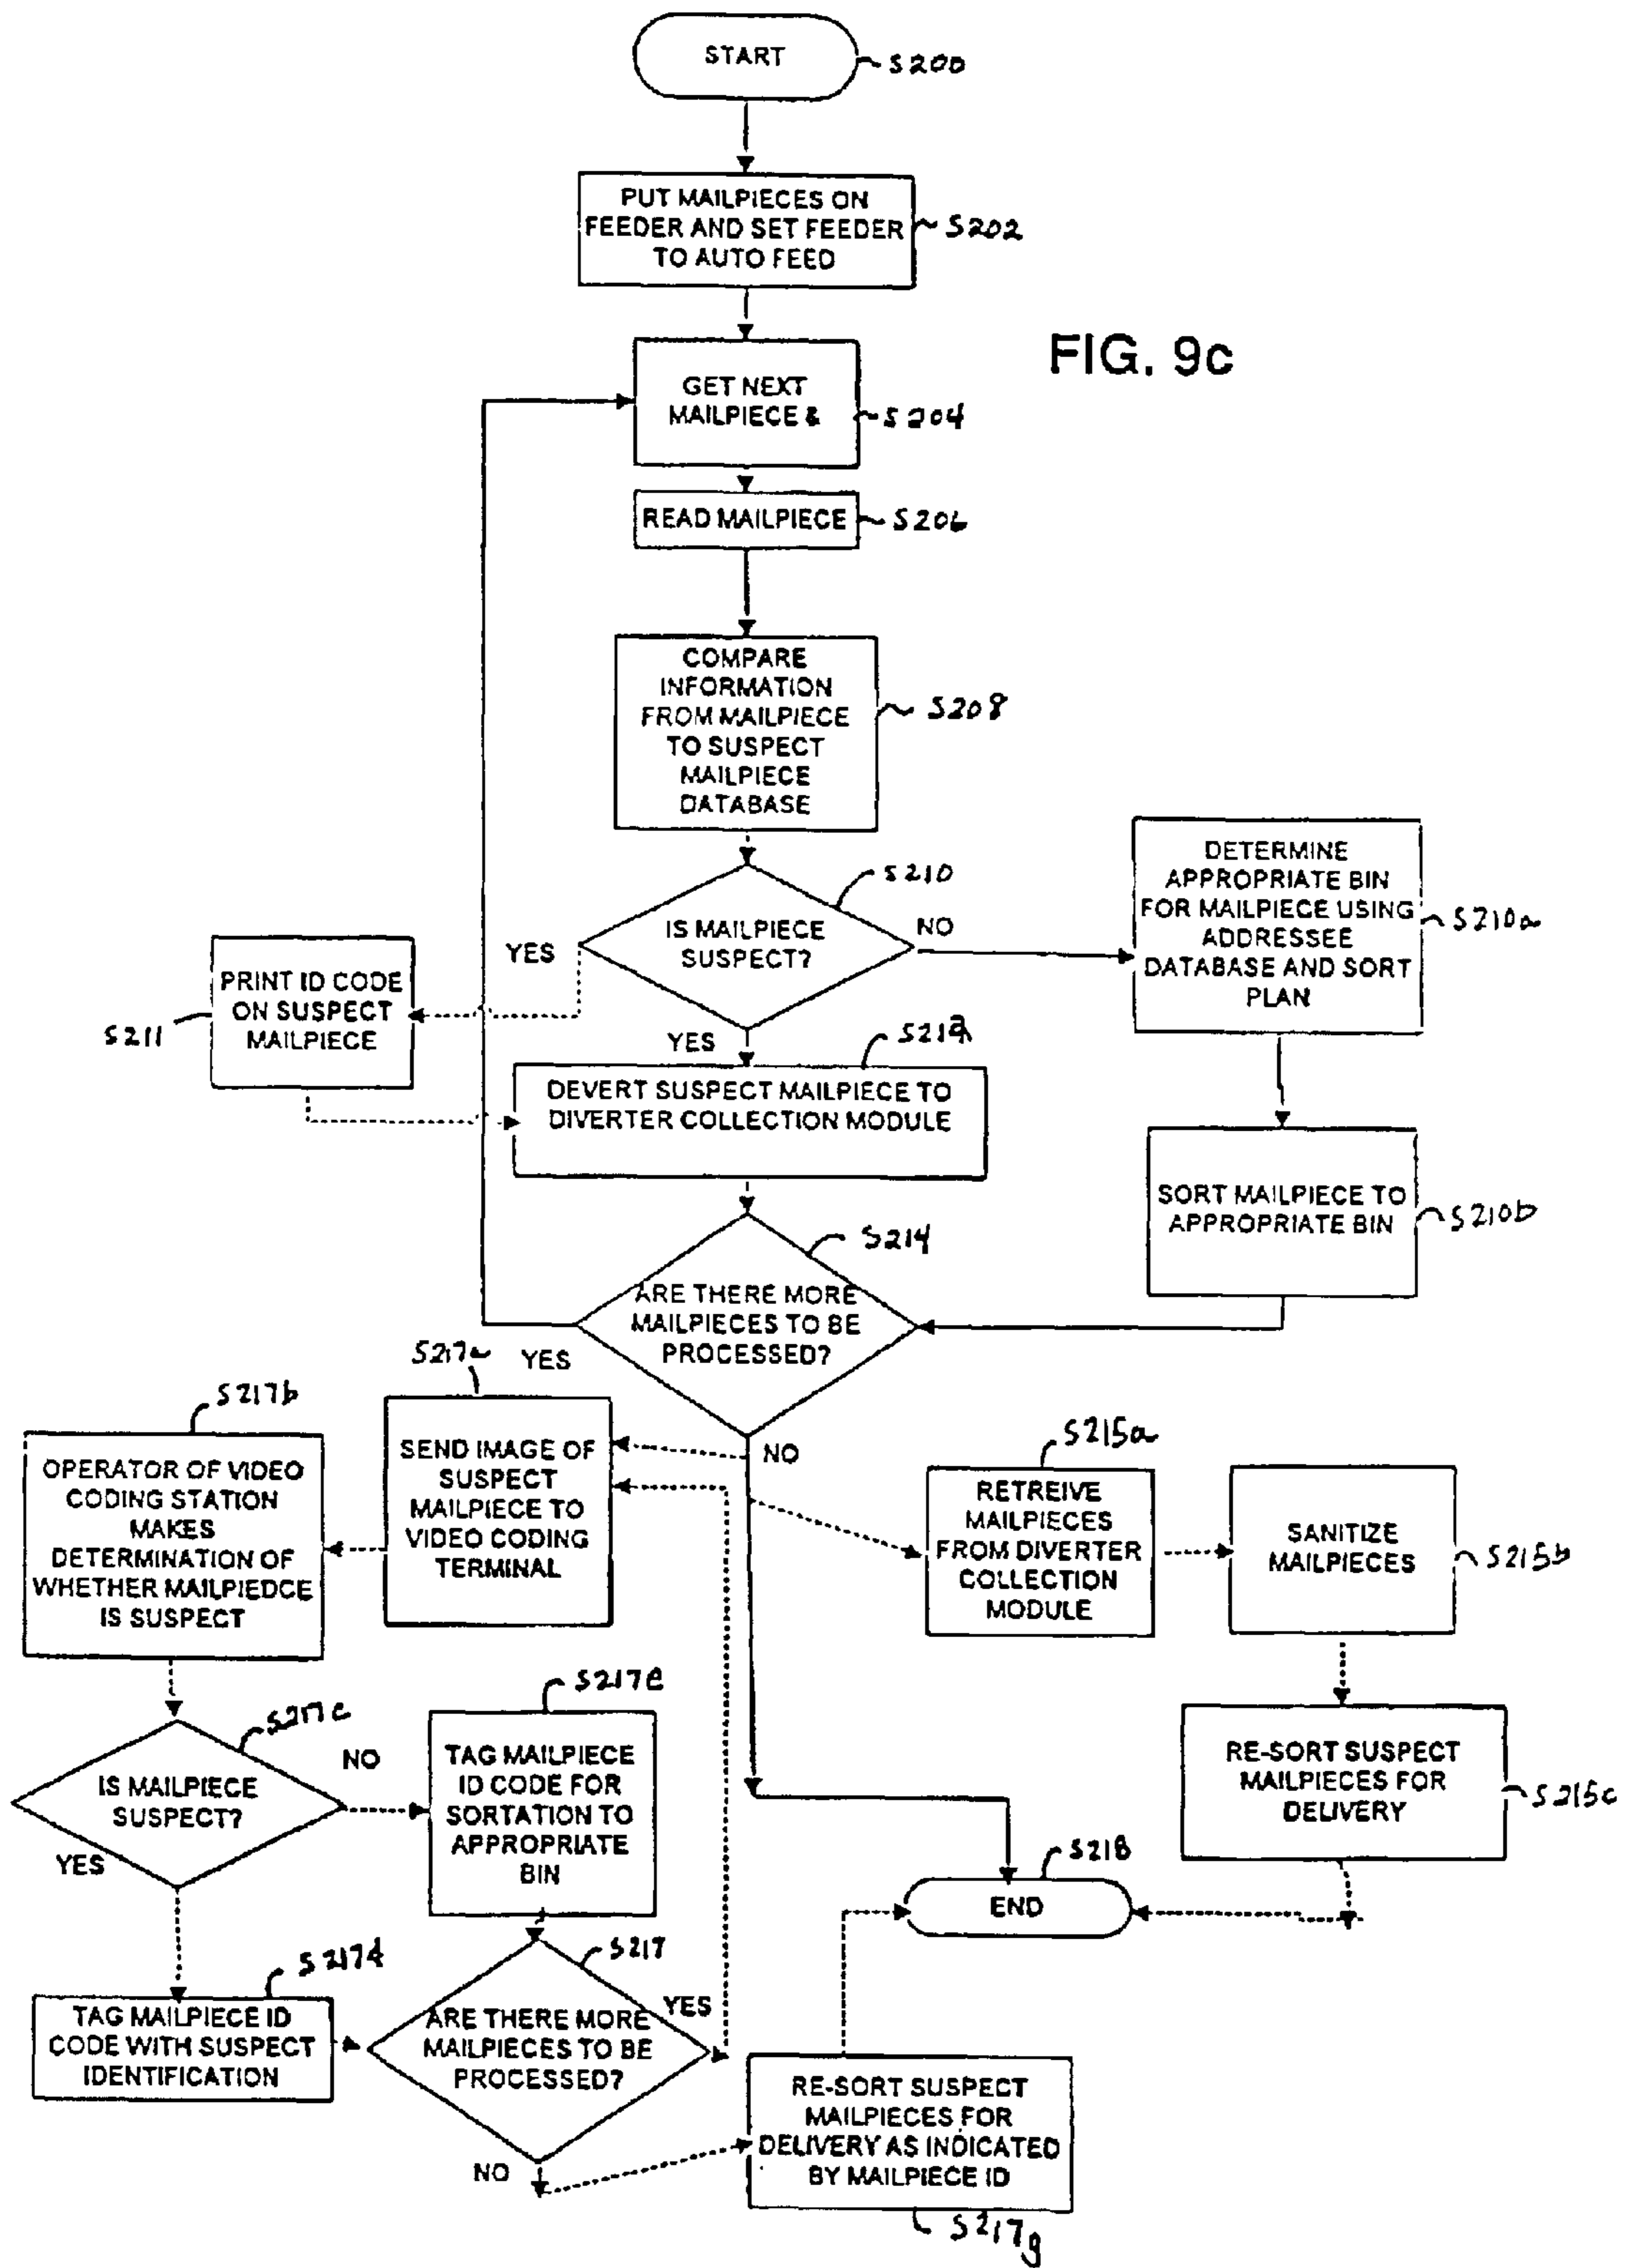 START
S200
PUT MAILPIECES ON
FEEDER AND SET FEEDER
TO AUTO FEED
S202
FIG. 9c
GET NEXT
MAILPIECE &
S204
READ MAILPIECE
S206
COMPARE
INFORMATION
FROM MAILPIECE
TO SUSPECT
MAILPIECE
DATABASE
S208
S210
IS MAILPIECE
SUSPECT?
NO
YES
YES
DETERMINE
APPROPRIATE BIN
FOR MAILPIECE USING
ADDRESSEE
DATABASE AND SORT
PLAN
S210a
PRINT ID CODE
ON SUSPECT
MAILPIECE
S211
DEVERT SUSPECT MAILPIECE TO
DIVERTER COLLECTION MODULE
SORT MAILPIECE TO
APPROPRIATE BIN
S210b
S214
ARE THERE MORE
MAILPIECES TO BE
PROCESSED?
YES
NO
S217a
SEND IMAGE OF
SUSPECT
MAILPIECE TO
VIDEO CODING
TERMINAL
S217b
OPERATOR OF VIDEO
CODING STATION
MAKES
DETERMINATION OF
WHETHER MAILPIEDCE
IS SUSPECT
S215a
RETREIVE
MAILPIECES
FROM DIVERTER
COLLECTION
MODULE
SANITIZE
MAILPIECES
S215b
RE-SORT SUSPECT
MAILPIECES FOR
DELIVERY
S215c
S217c
IS MAILPIECE
SUSPECT?
NO
YES
S217e
TAG MAILPIECE
ID CODE FOR
SORTATION TO
APPROPRIATE
BIN
S218
END
S217d
TAG MAILPIECE ID
CODE WITH SUSPECT
IDENTIFICATION
ARE THERE MORE
MAILPIECES TO BE
PROCESSED?
YES
NO
RE-SORT SUSPECT
MAILPIECES FOR
DELIVERY AS INDICATED
BY MAILPIECE ID
S217g